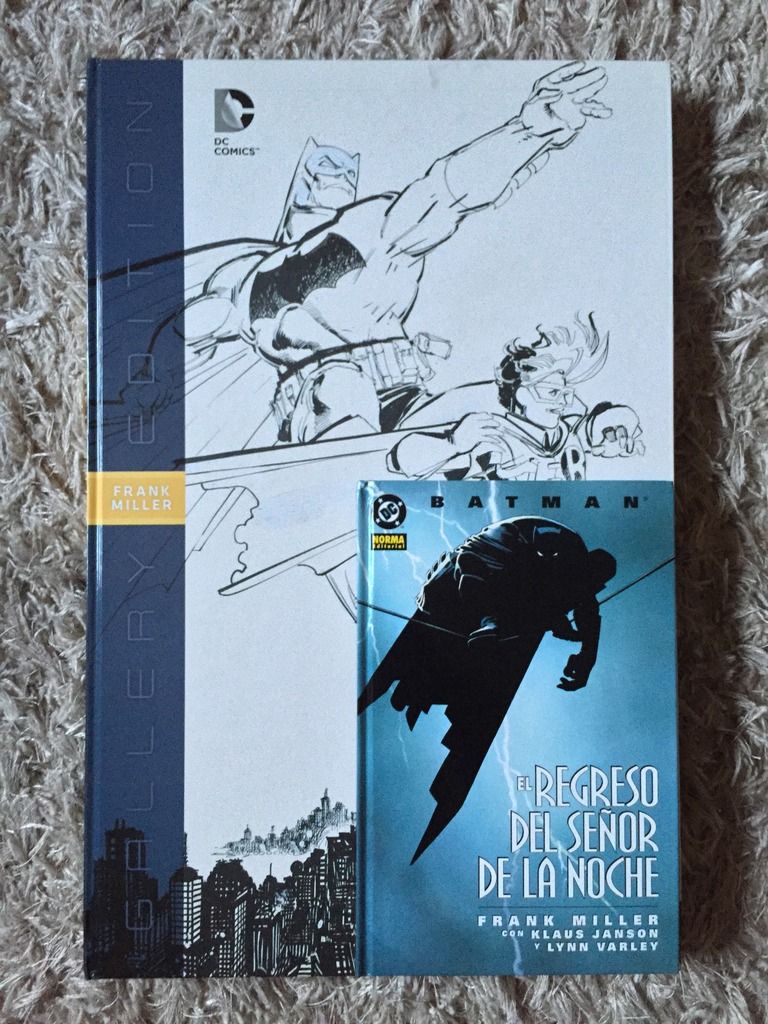 DC
COMICS™
GALLERY EDITION
FRANK
MILLER
R
BATMAN
DC
NORMA
Editorial
EL REGRESO
DEL SEÑOR
DE LA NOCHE
FRANK MILLER
CON KLAUS JANSON
Y LYNN VARLEY